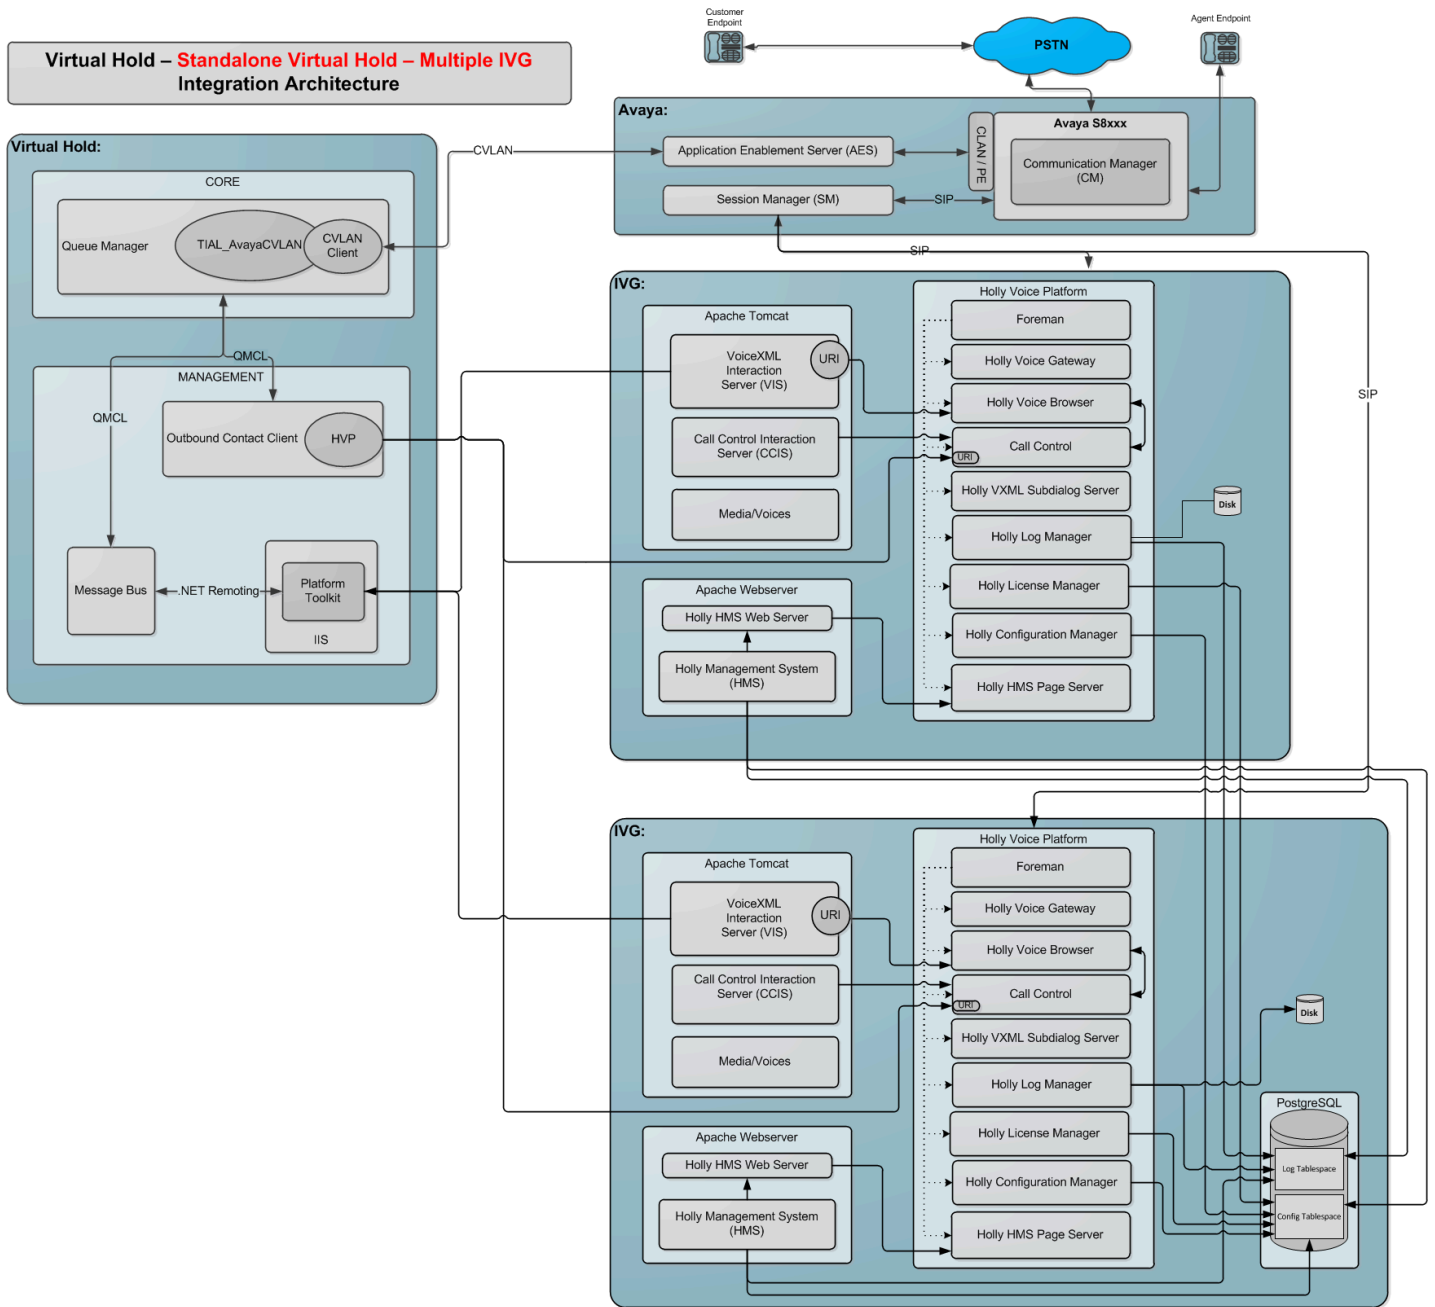 Customer
Endpoint
PSTN
Agent Endpoint
Virtual Hold – Standalone Virtual Hold – Multiple IVG
Integration Architecture
Avaya:
Application Enablement Server (AES)
Session Manager (SM)
CLAN / PE
Avaya S8xxx
Communication Manager
(CM)
SIP
CVLAN
SIP
SIP
Virtual Hold:
CORE
Queue Manager
TIAL_AvayaCVLAN
CVLAN
Client
QMCL
QMCL
MANAGEMENT
Outbound Contact Client
HVP
Message Bus
.NET Remoting
Platform
Toolkit
IIS
IVG:
Apache Tomcat
VoiceXML
Interaction
Server (VIS)
URI
Call Control Interaction
Server (CCIS)
Media/Voices
Apache Webserver
Holly HMS Web Server
Holly Management System
(HMS)
Holly Voice Platform
Foreman
Holly Voice Gateway
Holly Voice Browser
Call Control
URI
Holly VXML Subdialog Server
Holly Log Manager
Holly License Manager
Holly Configuration Manager
Holly HMS Page Server
Disk
IVG:
Apache Tomcat
VoiceXML
Interaction
Server (VIS)
URI
Call Control Interaction
Server (CCIS)
Media/Voices
Apache Webserver
Holly HMS Web Server
Holly Management System
(HMS)
Holly Voice Platform
Foreman
Holly Voice Gateway
Holly Voice Browser
Call Control
URI
Holly VXML Subdialog Server
Holly Log Manager
Holly License Manager
Holly Configuration Manager
Holly HMS Page Server
Disk
PostgreSQL
Log Tablespace
Config Tablespace